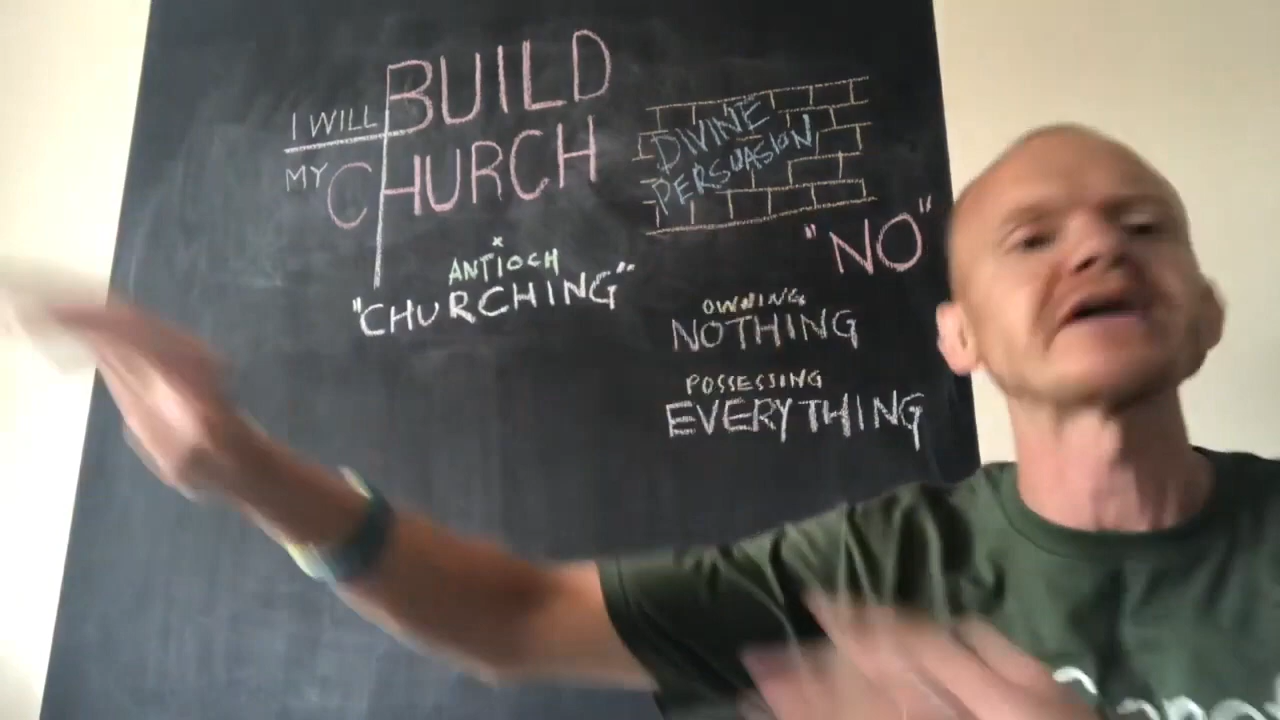 I WILL BUILD
MY CHURCH
ANTIOCH
"CHURCHING"
DIVINE
PERSUASION
"NO"
OWNING
NOTHING
POSSESSING
EVERYTHING